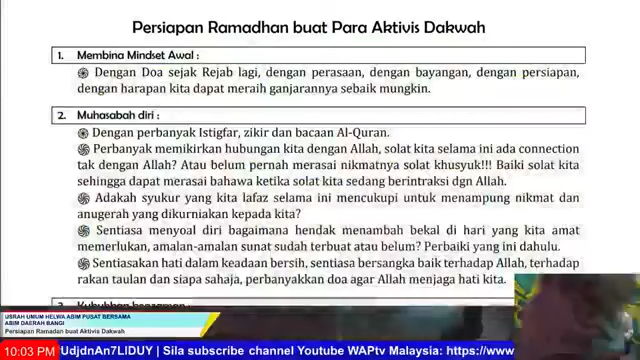 Persiapan Ramadhan buat Para Aktivis Dakwah
1. Membina Mindset Awal :
Dengan Doa sejak Rejab lagi, dengan perasaan, dengan bayangan, dengan persiapan,
dengan harapan kita dapat meraih ganjarannya sebaik mungkin.
2. Muhasabah diri :
Dengan perbanyak Istigfar, zikir dan bacaan Al-Quran.
Perbanyak memikirkan hubungan kita dengan Allah, solat kita selama ini ada connection
tak dengan Allah? Atau belum pernah merasai nikmatnya solat khusyuk!!! Baiki solat kita
sehingga dapat merasai bahawa ketika solat kita sedang berintraksi dgn Allah.
Adakah syukur yang kita lafaz selama ini mencukupi untuk menampung nikmat dan
anugerah yang dikurniakan kepada kita?
Sentiasa menyoal diri bagaimana hendak menambah bekal di hari yang kita amat
memerlukan, amalan-amalan sunat sudah terbuat atau belum? Perbaiki yang ini dahulu.
Sentiasakan hati dalam keadaan bersih, sentiasa bersangka baik terhadap Allah, terhadap
rakan taulan dan siapa sahaja, perbanyakkan doa agar Allah menjaga hati kita.
USRAH UMUM HELWA ABIM PUSAT BERSAMA
ABIM DAERAH BANGI
Persiapan Ramadan buat Aktivis Dakwah
10:03 PM UdjdnAn7LIDUY | Sila subscribe channel Youtube WAPtv Malaysia: https://www